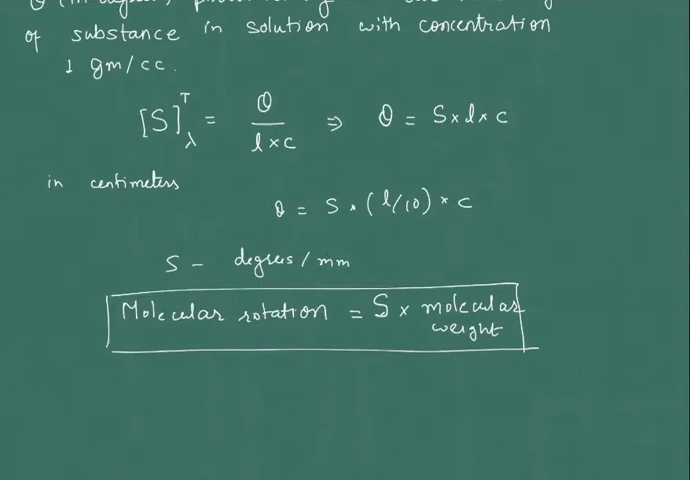 of substance in solution with concentration
1 gm/cc.
[S]ᵀ_λ = θ / l × c ⇒ θ = S × l × c
in centimeters
θ = S × (l/10) × c
S - degrees/mm
Molecular rotation = S × molecular
weight